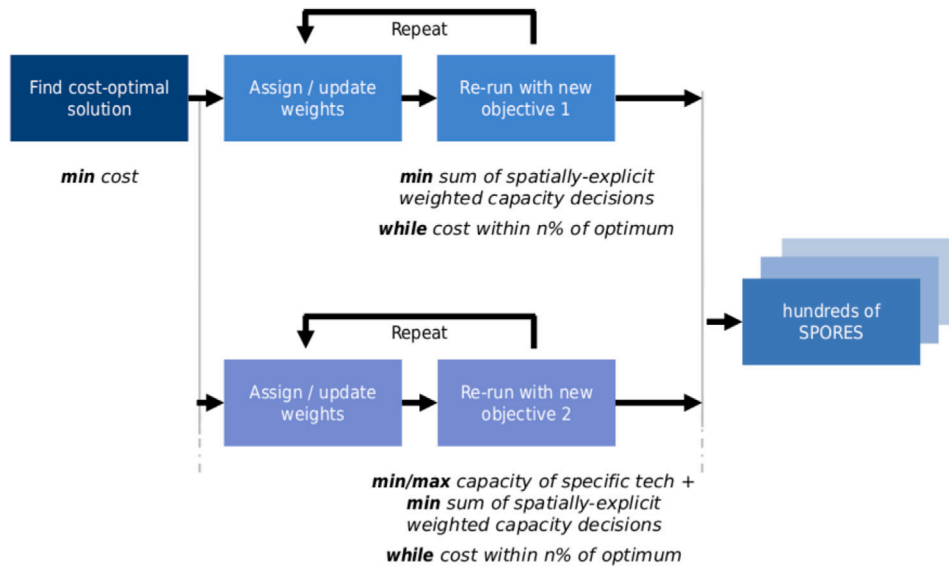 Repeat
Find cost-optimal
solution
Assign / update
weights
Re-run with new
objective 1
min cost
min sum of spatially-explicit
weighted capacity decisions
while cost within n% of optimum
hundreds of
SPORES
Repeat
Assign / update
weights
Re-run with new
objective 2
min/max capacity of specific tech +
min sum of spatially-explicit
weighted capacity decisions
while cost within n% of optimum